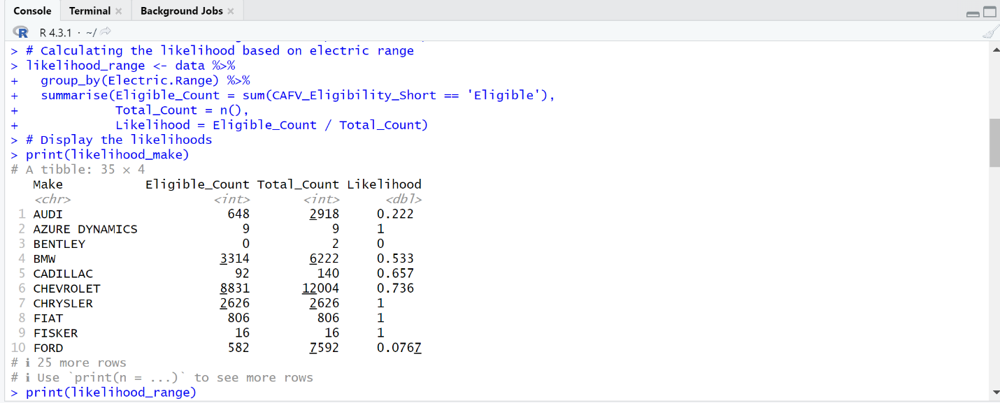 Console Terminal × Background Jobs ×
R R 4.3.1 · ~/
> # Calculating the likelihood based on electric range
> likelihood_range <- data %>%
+   group_by(Electric.Range) %>%
+   summarise(Eligible_Count = sum(CAFV_Eligibility_Short == 'Eligible'),
+             Total_Count = n(),
+             Likelihood = Eligible_Count / Total_Count)
> # Display the likelihoods
> print(likelihood_make)
# A tibble: 35 × 4
   Make           Eligible_Count Total_Count Likelihood
   <chr>                   <int>       <int>      <dbl>
 1 AUDI                      648        2918     0.222
 2 AZURE DYNAMICS              9           9     1
 3 BENTLEY                     0           2     0
 4 BMW                      3314        6222     0.533
 5 CADILLAC                   92         140     0.657
 6 CHEVROLET                8831       12004     0.736
 7 CHRYSLER                 2626        2626     1
 8 FIAT                      806         806     1
 9 FISKER                     16          16     1
10 FORD                      582        7592     0.0767
# ℹ 25 more rows
# ℹ Use `print(n = ...)` to see more rows
> print(likelihood_range)